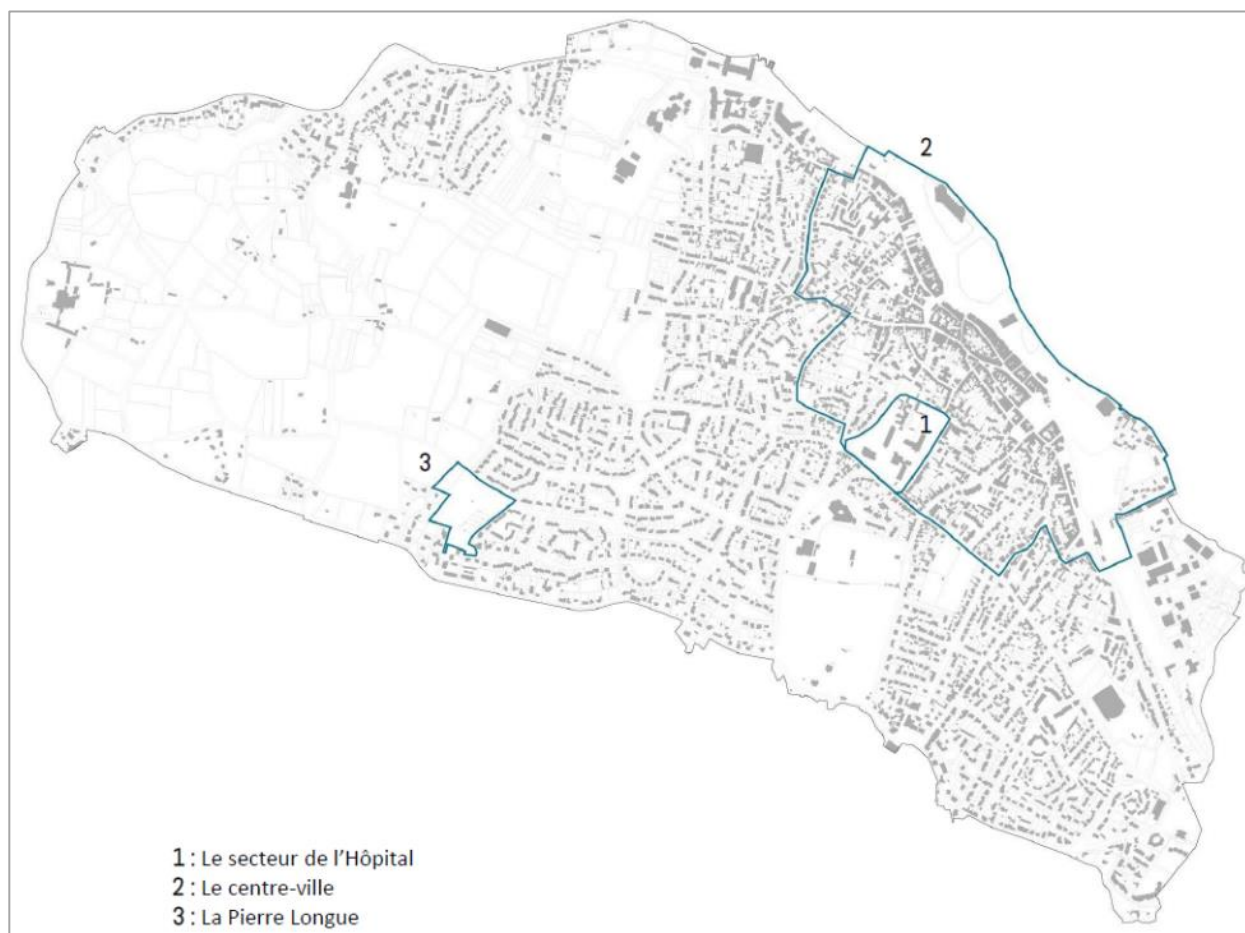 2
1
3
1 : Le secteur de l'Hôpital
2 : Le centre-ville
3 : La Pierre Longue